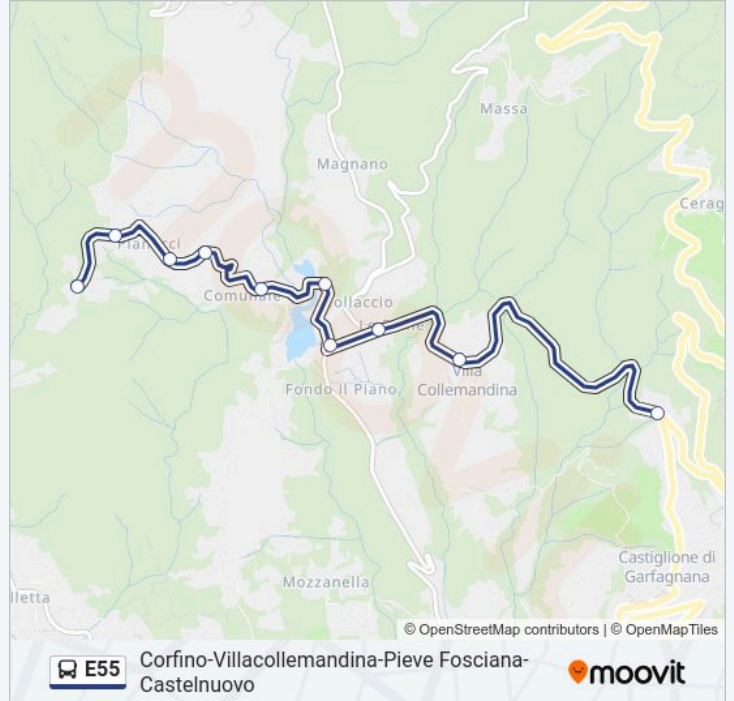 Massa
Magnano
Cerag
Pianacci
Comunale
Collaccio
Fondo il Piano
Villa
Collemandina
Castiglione di
Garfagnana
Mozzanella
lletta
© OpenStreetMap contributors | © OpenMapTiles
E55
Corfino-Villacollemandina-Pieve Fosciana-
Castelnuovo
moovit